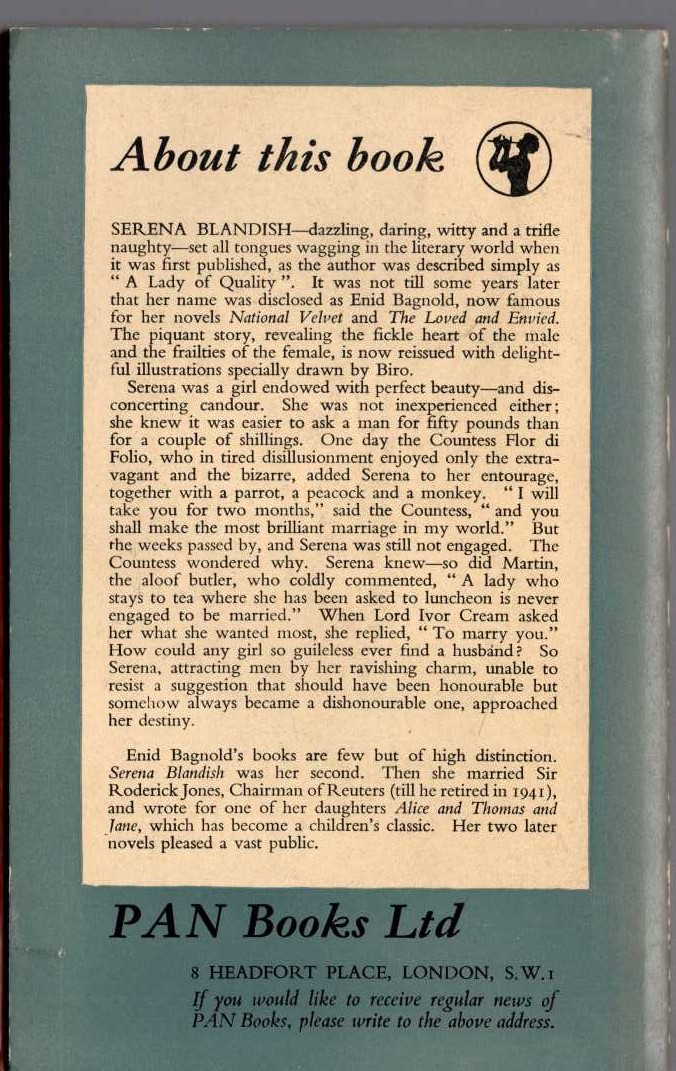 About this book
SERENA BLANDISH—dazzling, daring, witty and a trifle
naughty—set all tongues wagging in the literary world when
it was first published, as the author was described simply as
“ A Lady of Quality ”. It was not till some years later
that her name was disclosed as Enid Bagnold, now famous
for her novels National Velvet and The Loved and Envied.
The piquant story, revealing the fickle heart of the male
and the frailties of the female, is now reissued with delight-
ful illustrations specially drawn by Biro.
Serena was a girl endowed with perfect beauty—and dis-
concerting candour. She was not inexperienced either;
she knew it was easier to ask a man for fifty pounds than
for a couple of shillings. One day the Countess Flor di
Folio, who in tired disillusionment enjoyed only the extra-
vagant and the bizarre, added Serena to her entourage,
together with a parrot, a peacock and a monkey. “ I will
take you for two months,” said the Countess, “ and you
shall make the most brilliant marriage in my world.” But
the weeks passed by, and Serena was still not engaged. The
Countess wondered why. Serena knew—so did Martin,
the aloof butler, who coldly commented, “ A lady who
stays to tea where she has been asked to luncheon is never
engaged to be married.” When Lord Ivor Cream asked
her what she wanted most, she replied, “ To marry you.”
How could any girl so guileless ever find a husband? So
Serena, attracting men by her ravishing charm, unable to
resist a suggestion that should have been honourable but
somehow always became a dishonourable one, approached
her destiny.
Enid Bagnold’s books are few but of high distinction.
Serena Blandish was her second. Then she married Sir
Roderick Jones, Chairman of Reuters (till he retired in 1941),
and wrote for one of her daughters Alice and Thomas and
Jane, which has become a children’s classic. Her two later
novels pleased a vast public.
PAN Books Ltd
8 HEADFORT PLACE, LONDON, S.W.1
If you would like to receive regular news of
PAN Books, please write to the above address.